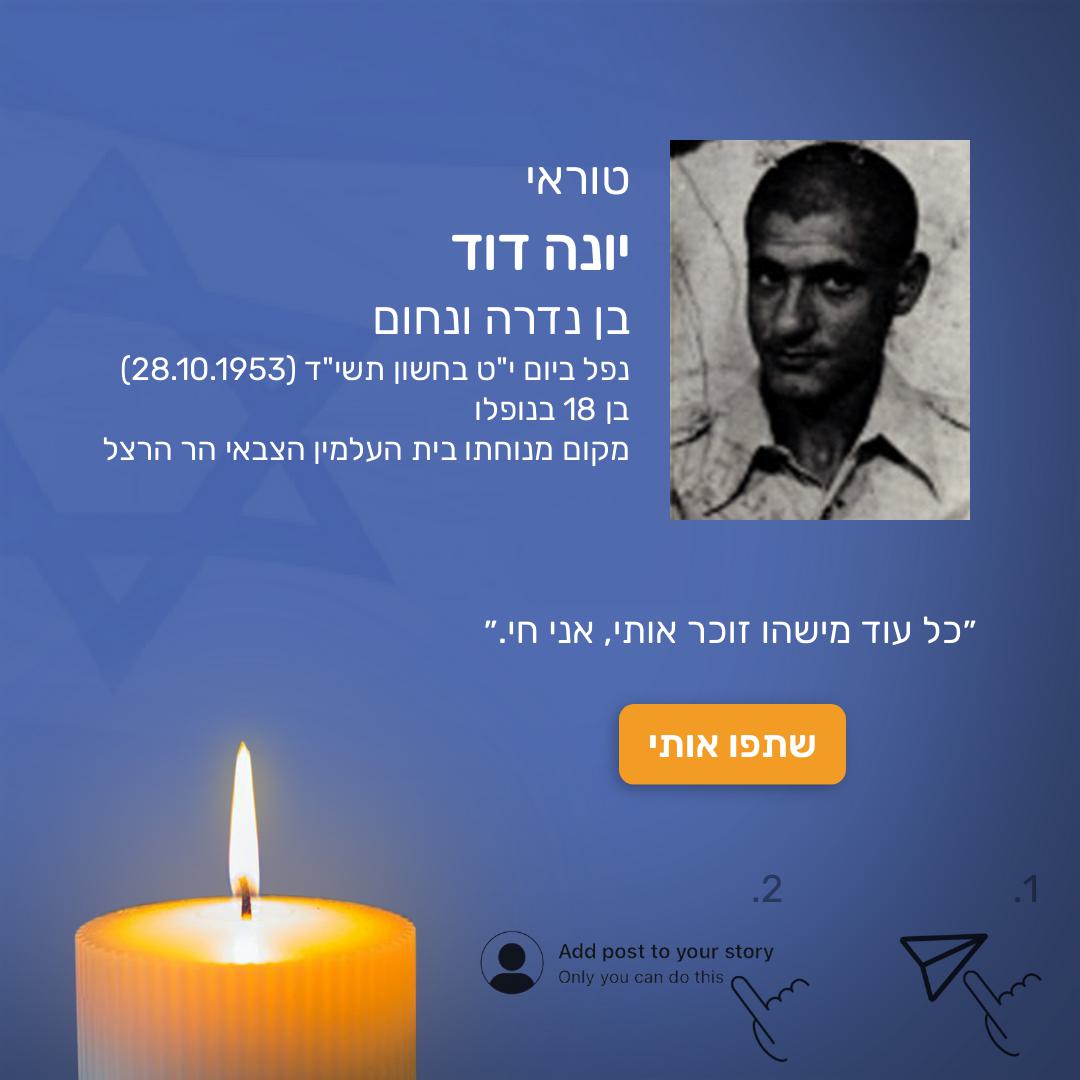 טוראי
יונה דוד
בן נדרה ונחום
נפל ביום י"ט בחשון תשי"ד (28.10.1953)
בן 18 בנופלו
מקום מנוחתו בית העלמין הצבאי הר הרצל
״כל עוד מישהו זוכר אותי, אני חי.״
שתפו אותי
.1
.2
Add post to your story
Only you can do this